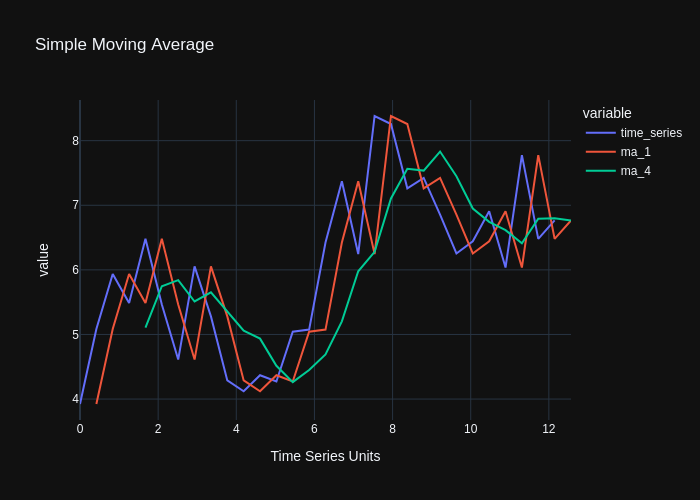 Simple Moving Average
variable
time_series
ma_1
ma_4
value
8
7
6
5
4
0 2 4 6 8 10 12
Time Series Units